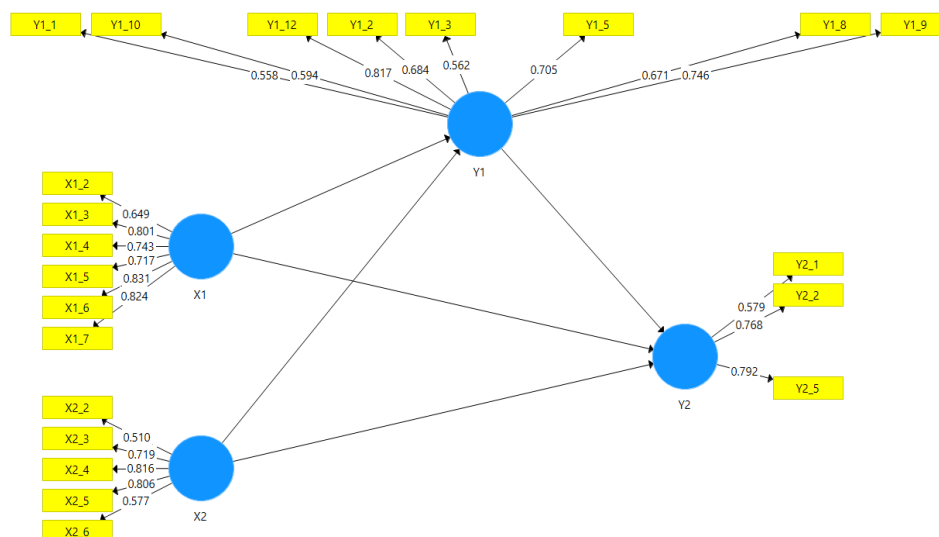 Y1_1 Y1_10 Y1_12 Y1_2 Y1_3 Y1_5 Y1_8 Y1_9
0.558 0.594 0.817 0.684 0.562 0.705 0.671 0.746
Y1
X1_2
0.649
X1_3
0.801
X1_4
0.743
X1_5
0.717
X1_6
0.831
X1_7
0.824
X1
Y2_1
0.579
Y2_2
0.768
Y2_5
0.792
Y2
X2_2
0.510
X2_3
0.719
X2_4
0.816
X2_5
0.806
X2_6
0.577
X2